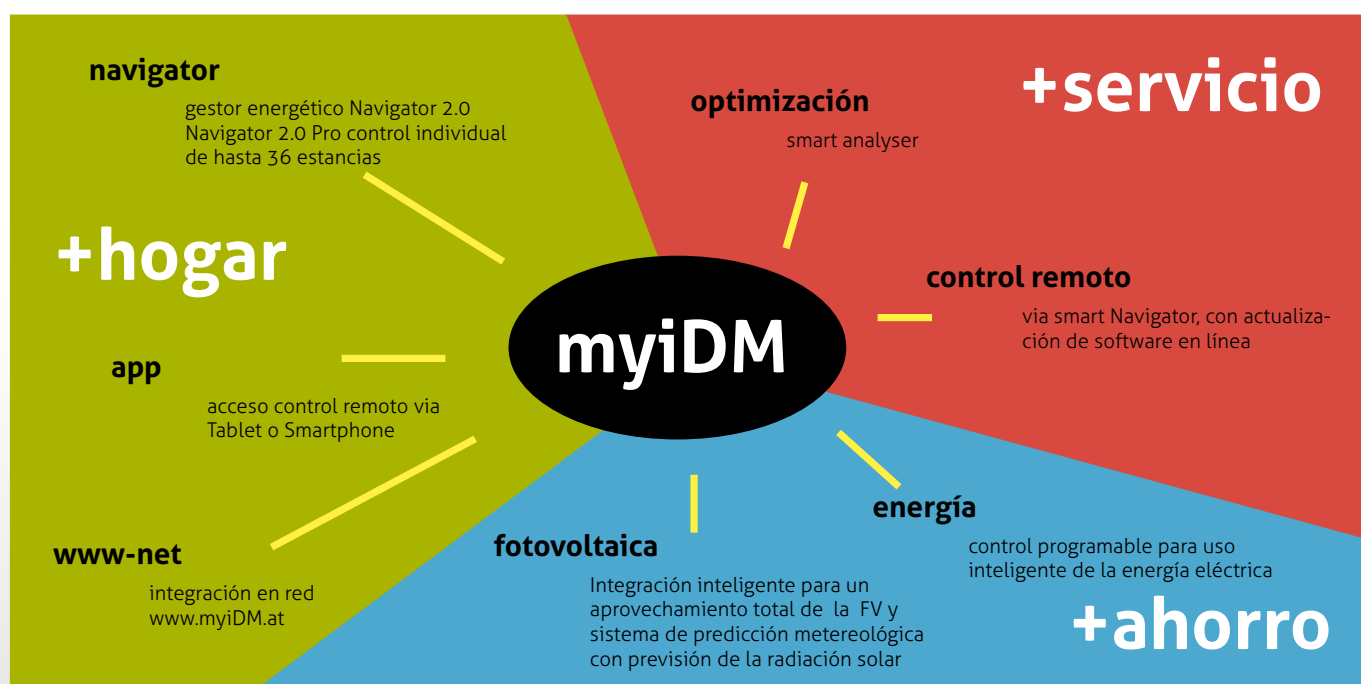 navigator
gestor energético Navigator 2.0
Navigator 2.0 Pro control individual
de hasta 36 estancias
+hogar
app
acceso control remoto via
Tablet o Smartphone
www-net
integración en red
www.myiDM.at
myiDM
optimización
smart analyser
+servicio
control remoto
via smart Navigator, con actualiza-
ción de software en línea
fotovoltaica
Integración inteligente para un
aprovechamiento total de la FV y
sistema de predicción metereológica
con previsión de la radiación solar
energía
control programable para uso
inteligente de la energía eléctrica
+ahorro